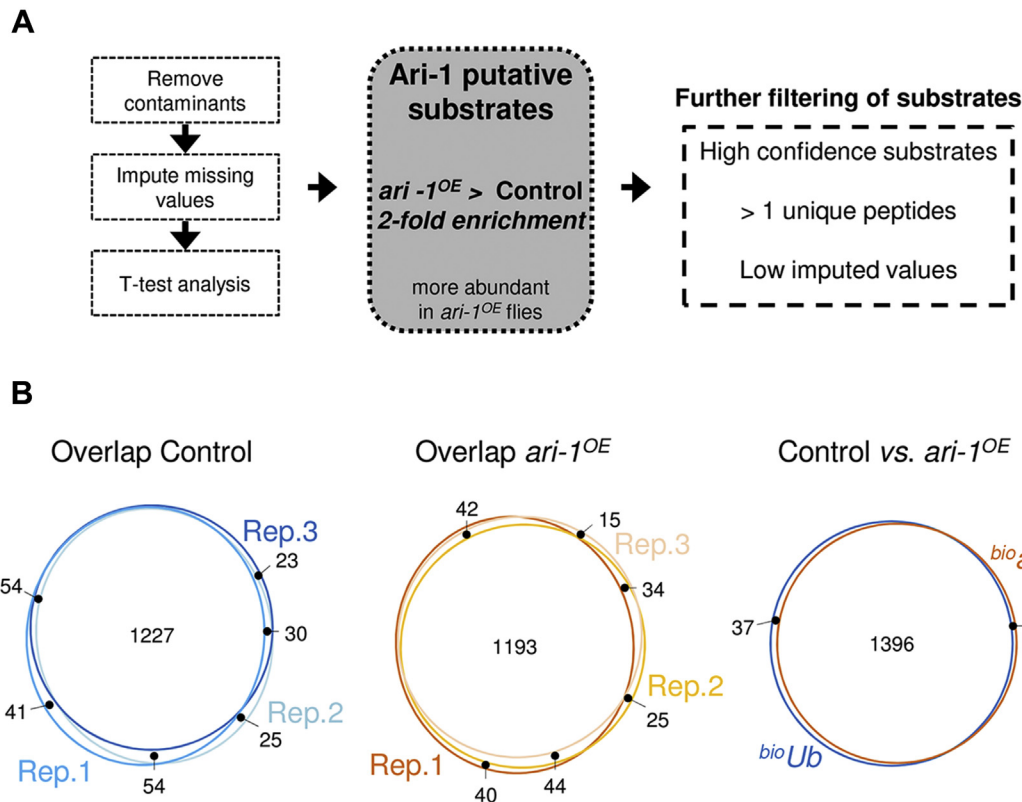 A
Remove
contaminants
Impute missing
values
T-test analysis
Ari-1 putative
substrates
ari -1OE > Control
2-fold enrichment
more abundant
in ari-1OE flies
Further filtering of substrates
High confidence substrates
> 1 unique peptides
Low imputed values
B
Overlap Control
Rep.3
23
54
1227
30
41
Rep.2
25
Rep.1
54
Overlap ari-1OE
42
15
Rep.3
34
1193
Rep.2
25
Rep.1
44
40
Control vs. ari-1OE
bio
37
1396
bioUb